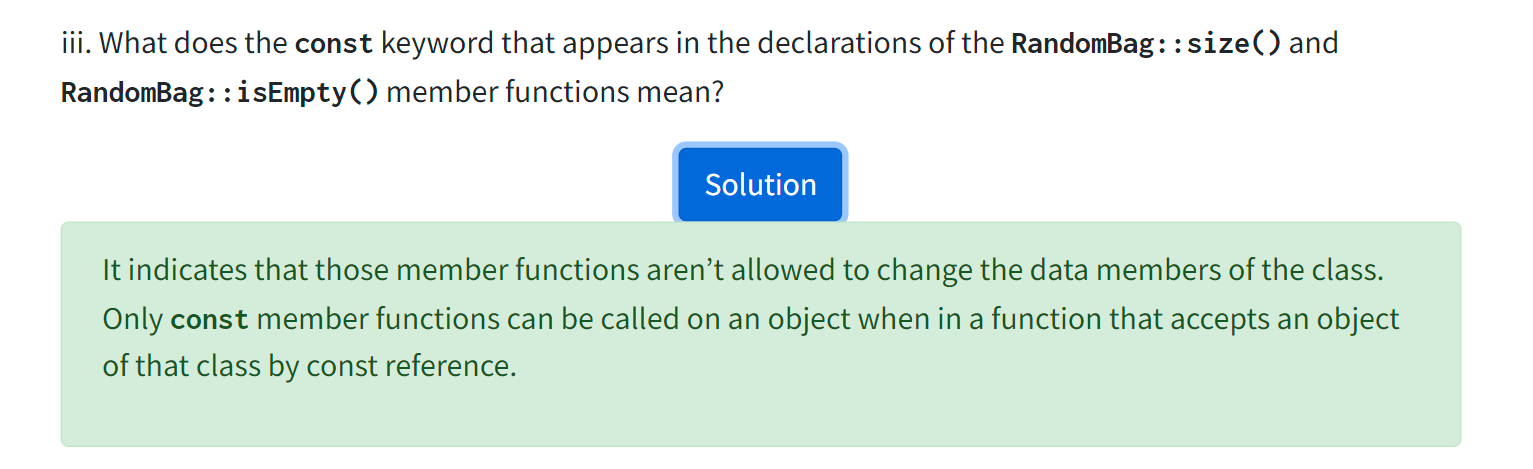 iii. What does the const keyword that appears in the declarations of the RandomBag::size() and
RandomBag::isEmpty() member functions mean?
Solution
It indicates that those member functions aren’t allowed to change the data members of the class.
Only const member functions can be called on an object when in a function that accepts an object
of that class by const reference.